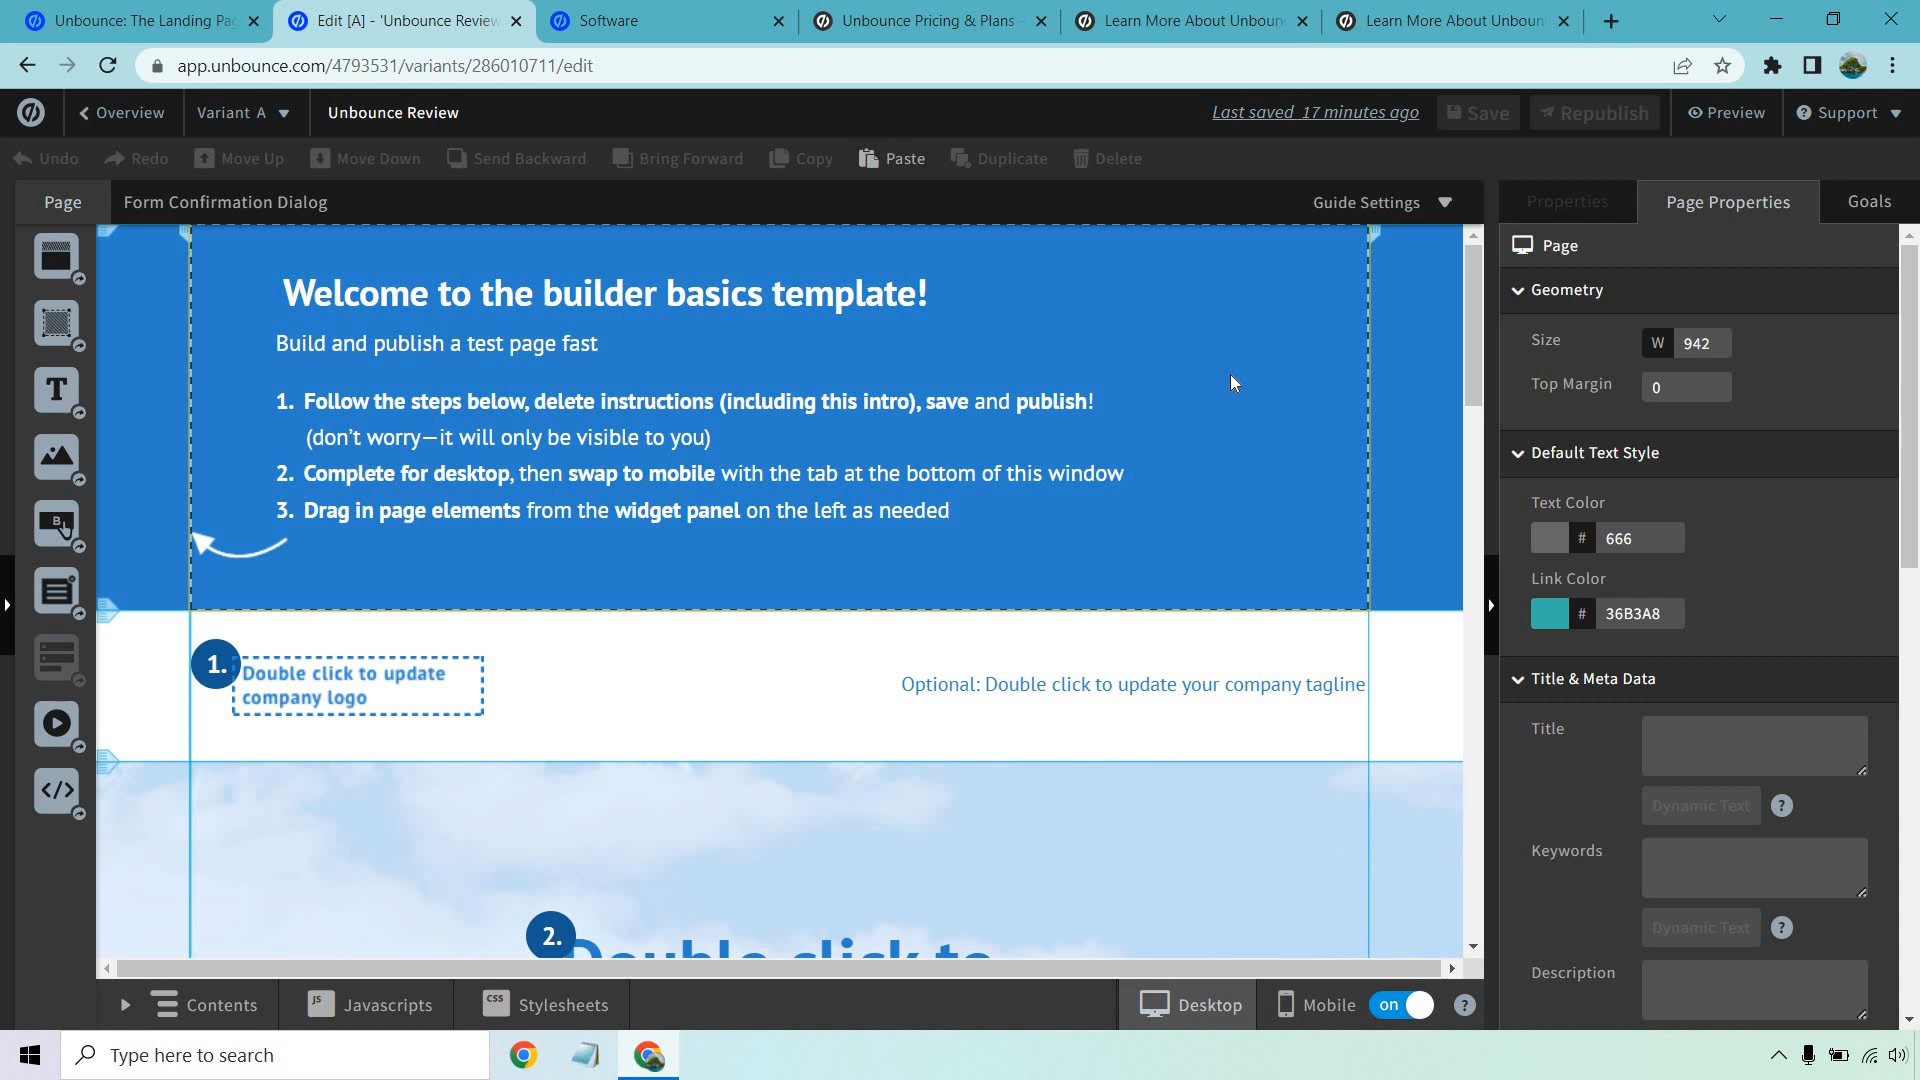 Unbounce: The Landing Pa
Edit [A] - 'Unbounce Review
Software
Unbounce Pricing & Plans -
Learn More About Unboun
Learn More About Unboun
app.unbounce.com/4793531/variants/286010711/edit
Overview
Variant A
Unbounce Review
Last saved 17 minutes ago
Save
Republish
Preview
Support
Undo
Redo
Move Up
Move Down
Send Backward
Bring Forward
Copy
Paste
Duplicate
Delete
Page
Form Confirmation Dialog
Guide Settings
Properties
Page Properties
Goals
Welcome to the builder basics template!
Build and publish a test page fast
1. Follow the steps below, delete instructions (including this intro), save and publish!
(don't worry—it will only be visible to you)
2. Complete for desktop, then swap to mobile with the tab at the bottom of this window
3. Drag in page elements from the widget panel on the left as needed
T
B
1.
Double click to update
company logo
Optional: Double click to update your company tagline
2.
Double click to
Page
Geometry
Size
W 942
Top Margin
0
Default Text Style
Text Color
# 666
Link Color
# 36B3A8
Title & Meta Data
Title
Dynamic Text ?
Keywords
Dynamic Text ?
Description
Contents
JS Javascripts
CSS Stylesheets
Desktop
Mobile
on
?
Type here to search